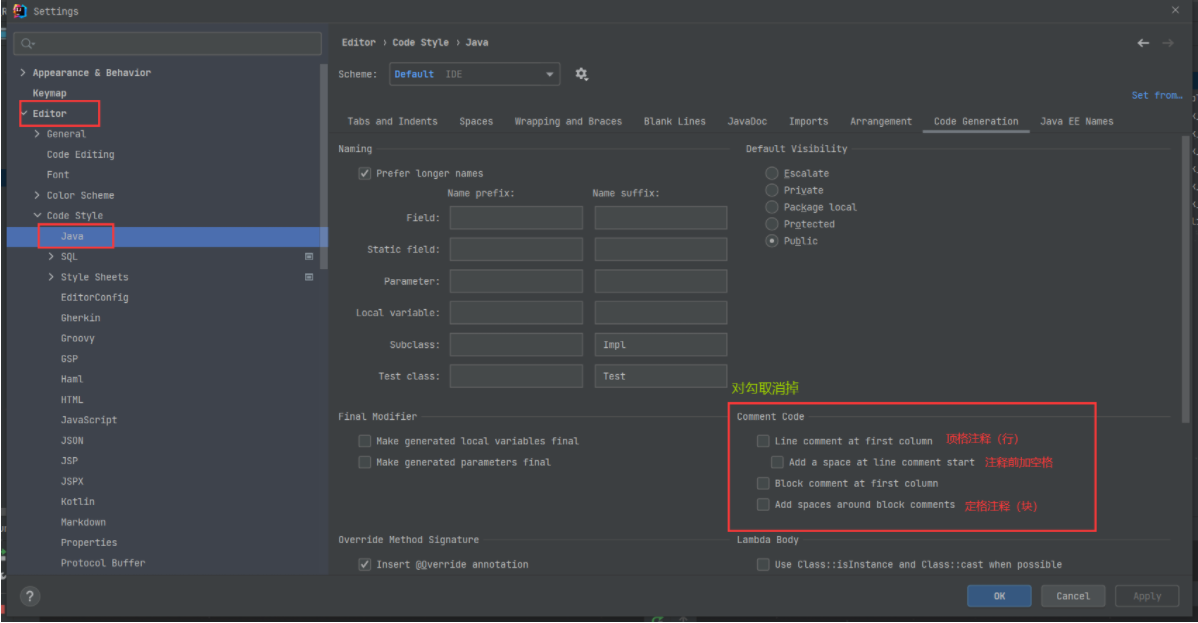 Settings
Appearance & Behavior
Keymap
Editor
General
Code Editing
Font
Color Scheme
Code Style
Java
SQL
Style Sheets
EditorConfig
Gherkin
Groovy
GSP
Haml
HTML
JavaScript
JSON
JSP
JSPX
Kotlin
Markdown
Properties
Protocol Buffer
Editor › Code Style › Java
Scheme: Default IDE
Set from…
Tabs and Indents Spaces Wrapping and Braces Blank Lines JavaDoc Imports Arrangement Code Generation Java EE Names
Naming
Prefer longer names
Name prefix: Name suffix:
Field:
Static field:
Parameter:
Local variable:
Subclass: Impl
Test class: Test
Default Visibility
Escalate
Private
Package local
Protected
Public
Final Modifier
Make generated local variables final
Make generated parameters final
对勾取消掉
Comment Code
Line comment at first column 顶格注释（行）
Add a space at line comment start 注释前加空格
Block comment at first column
Add spaces around block comments 定格注释（块）
Override Method Signature
Insert @Override annotation
Lambda Body
Use Class::isInstance and Class::cast when possible
?
OK Cancel Apply